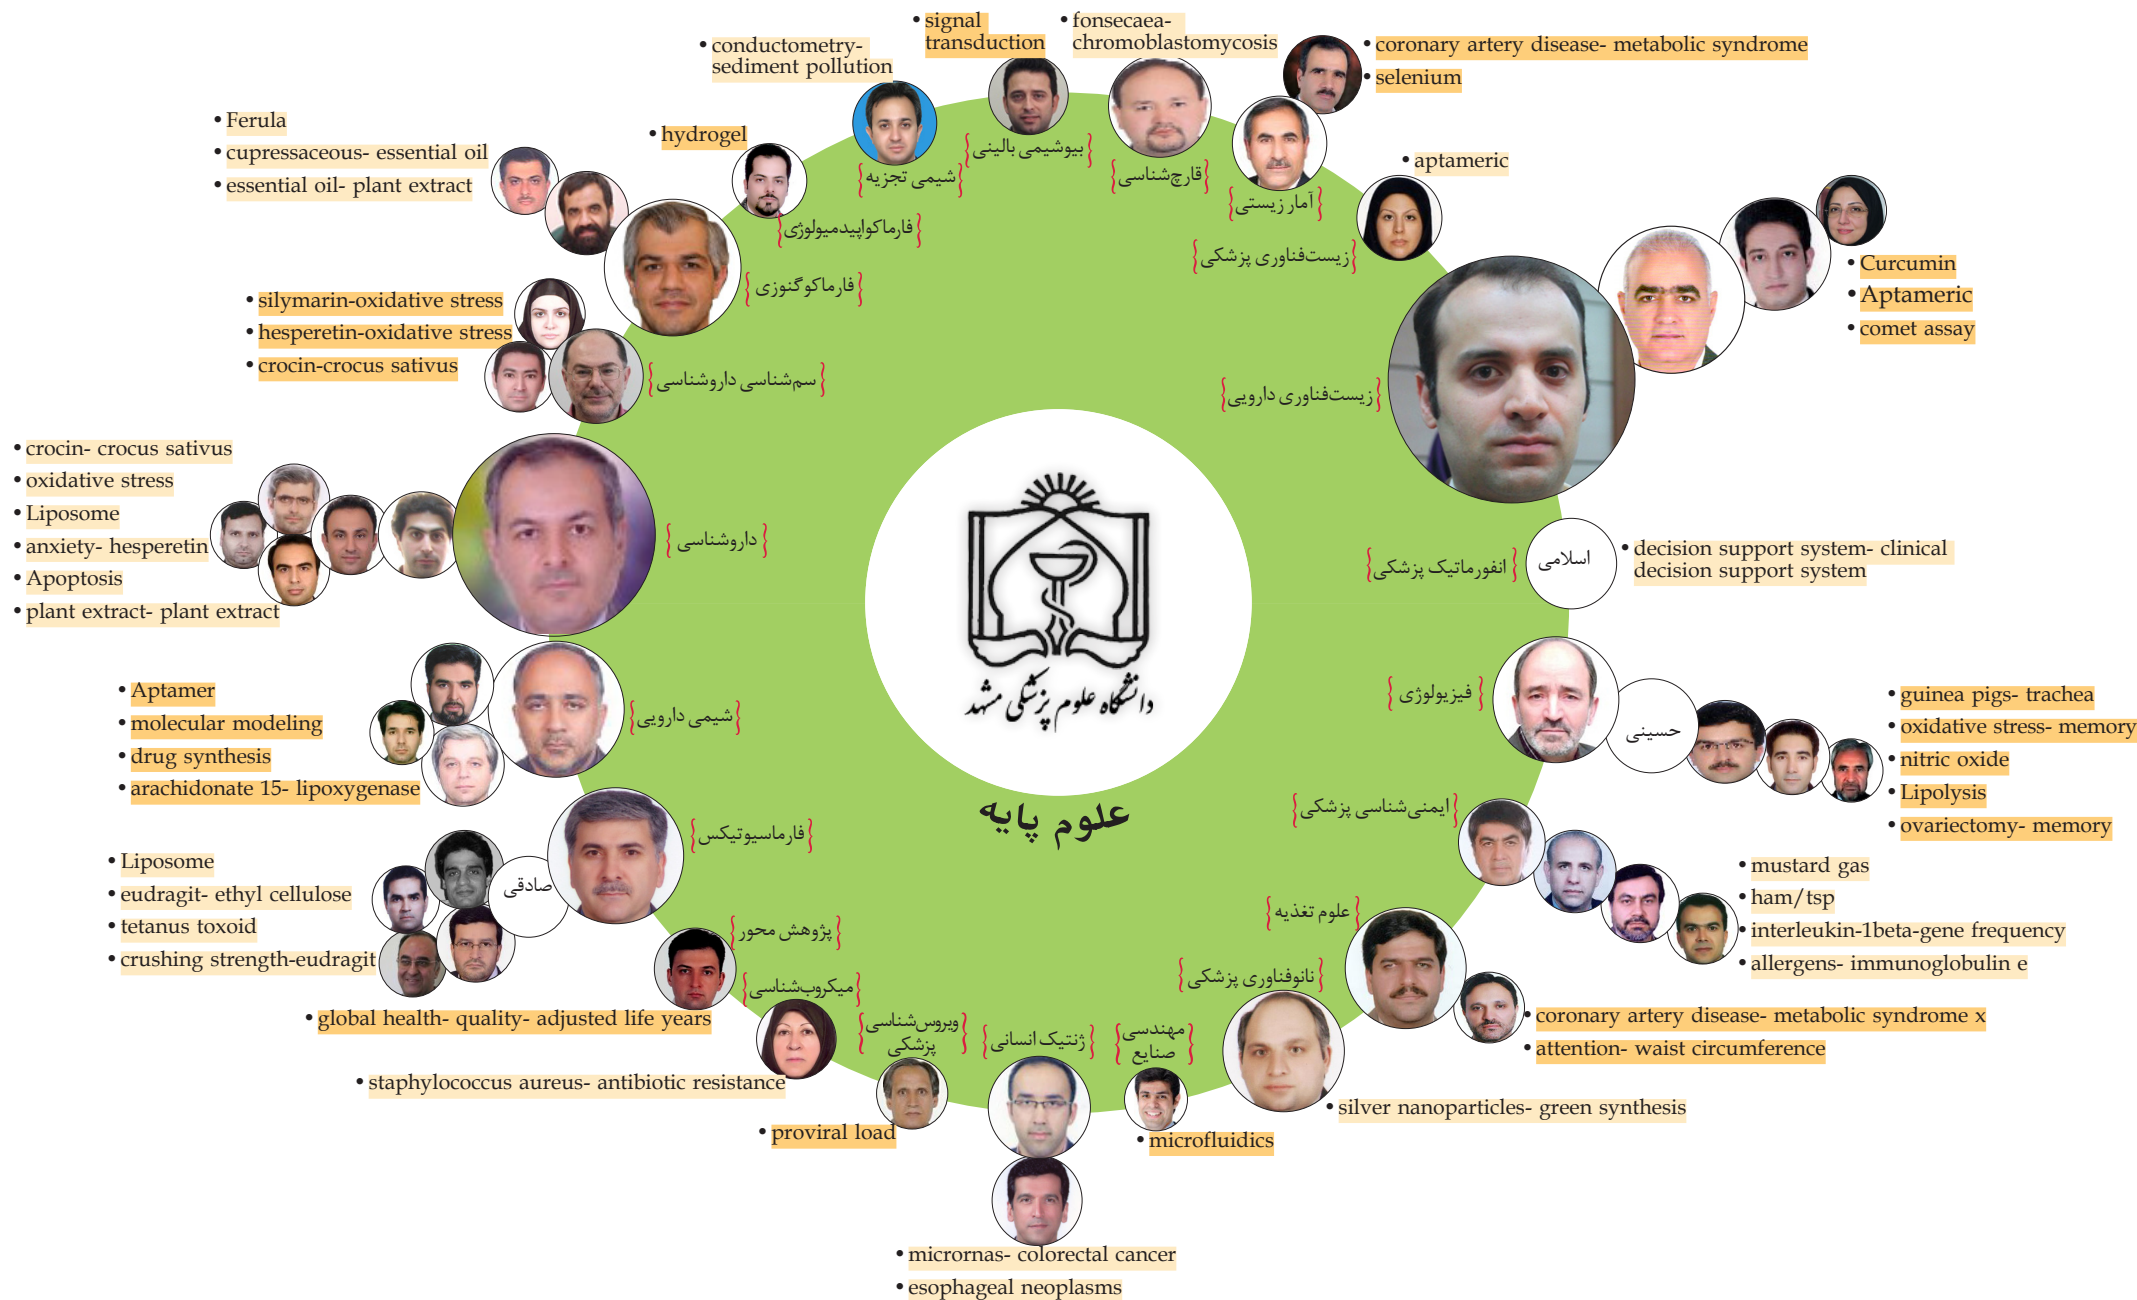 signal
transduction
fonsecaea-
chromoblastomycosis
conductometry-
sediment pollution
coronary artery disease- metabolic syndrome
selenium
Ferula
cupressaceous- essential oil
essential oil- plant extract
hydrogel
aptameric
{بیوشیمی بالینی}
{شیمی تجزیه}
{قارچ‌شناسی}
{آمار زیستی}
{فارماکواپیدمیولوژی}
{زیست‌فناوری پزشکی}
{فارماکوگنوزی}
Curcumin
Aptameric
comet assay
silymarin-oxidative stress
hesperetin-oxidative stress
crocin-crocus sativus
{سم‌شناسی داروشناسی}
{زیست‌فناوری دارویی}
crocin- crocus sativus
oxidative stress
Liposome
anxiety- hesperetin
Apoptosis
plant extract- plant extract
{داروشناسی}
{انفورماتیک پزشکی}
اسلامی
decision support system- clinical
decision support system
دانشگاه علوم پزشکی مشهد
علوم پایه
Aptamer
molecular modeling
drug synthesis
arachidonate 15- lipoxygenase
{شیمی دارویی}
{فیزیولوژی}
حسینی
guinea pigs- trachea
oxidative stress- memory
nitric oxide
Lipolysis
ovariectomy- memory
{فارماسیوتیکس}
{ایمنی‌شناسی پزشکی}
Liposome
eudragit- ethyl cellulose
tetanus toxoid
crushing strength-eudragit
صادقی
mustard gas
ham/tsp
interleukin-1beta-gene frequency
allergens- immunoglobulin e
{پژوهش محور}
{علوم تغذیه}
{میکروب‌شناسی}
{نانوفناوری پزشکی}
global health- quality- adjusted life years
coronary artery disease- metabolic syndrome x
attention- waist circumference
{ویروس‌شناسی
پزشکی}
{ژنتیک انسانی}
{مهندسی
صنایع}
staphylococcus aureus- antibiotic resistance
silver nanoparticles- green synthesis
proviral load
microfluidics
micrornas- colorectal cancer
esophageal neoplasms